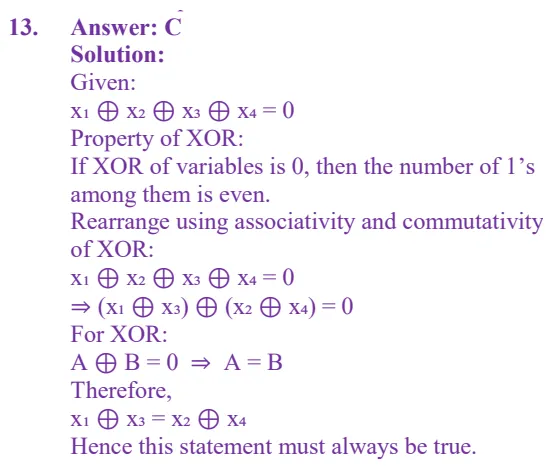 13. Answer: C
Solution:
Given:
x₁ ⊕ x₂ ⊕ x₃ ⊕ x₄ = 0
Property of XOR:
If XOR of variables is 0, then the number of 1’s
among them is even.
Rearrange using associativity and commutativity
of XOR:
x₁ ⊕ x₂ ⊕ x₃ ⊕ x₄ = 0
⇒ (x₁ ⊕ x₃) ⊕ (x₂ ⊕ x₄) = 0
For XOR:
A ⊕ B = 0 ⇒ A = B
Therefore,
x₁ ⊕ x₃ = x₂ ⊕ x₄
Hence this statement must always be true.